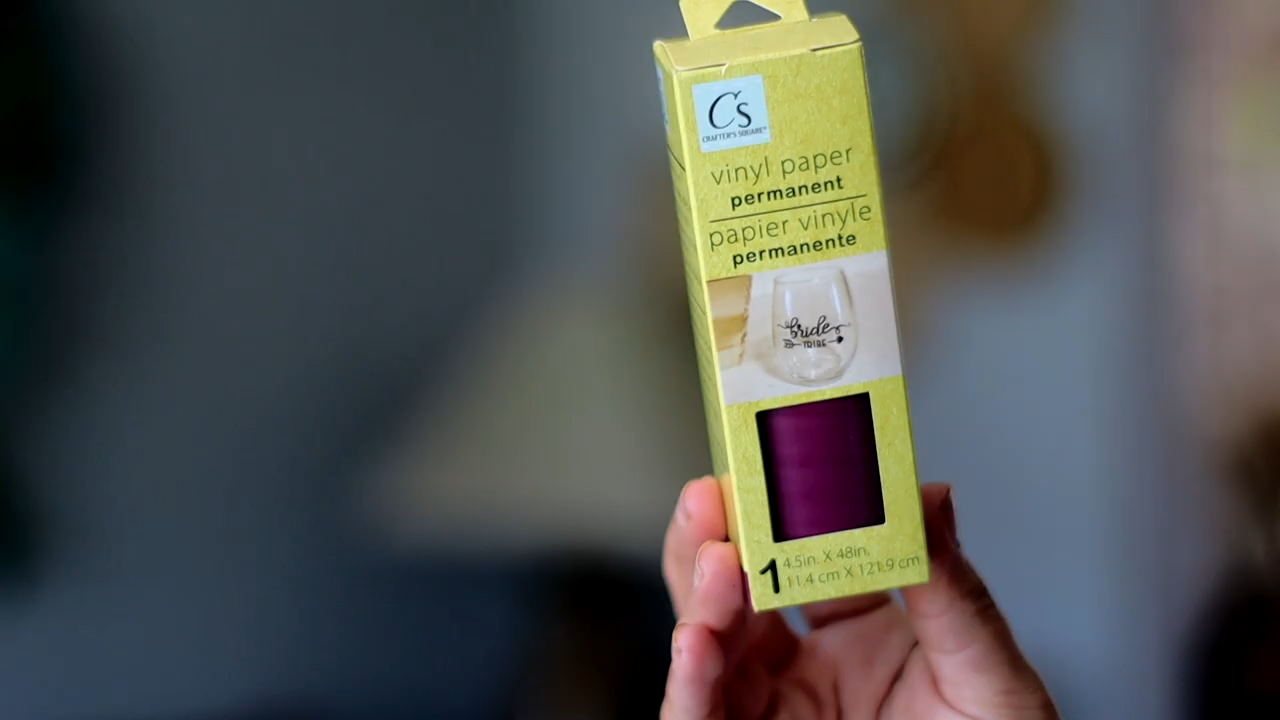 Cs
CRAFTER'S SQUARE
vinyl paper
permanent
papier vinyle
permanente
bride
TRIBE
1 4.5in. X 48in.
11.4 cm X 121.9 cm